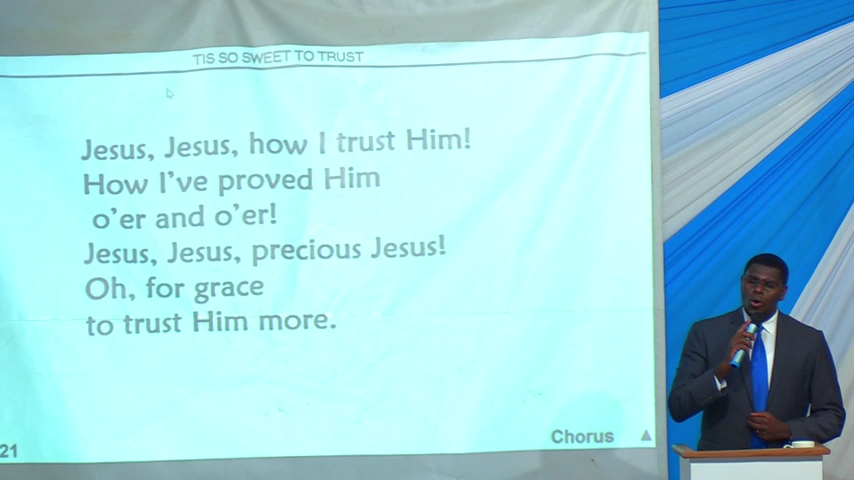 TIS SO SWEET TO TRUST
Jesus, Jesus, how I trust Him!
How I've proved Him
o'er and o'er!
Jesus, Jesus, precious Jesus!
Oh, for grace
to trust Him more.
21
Chorus